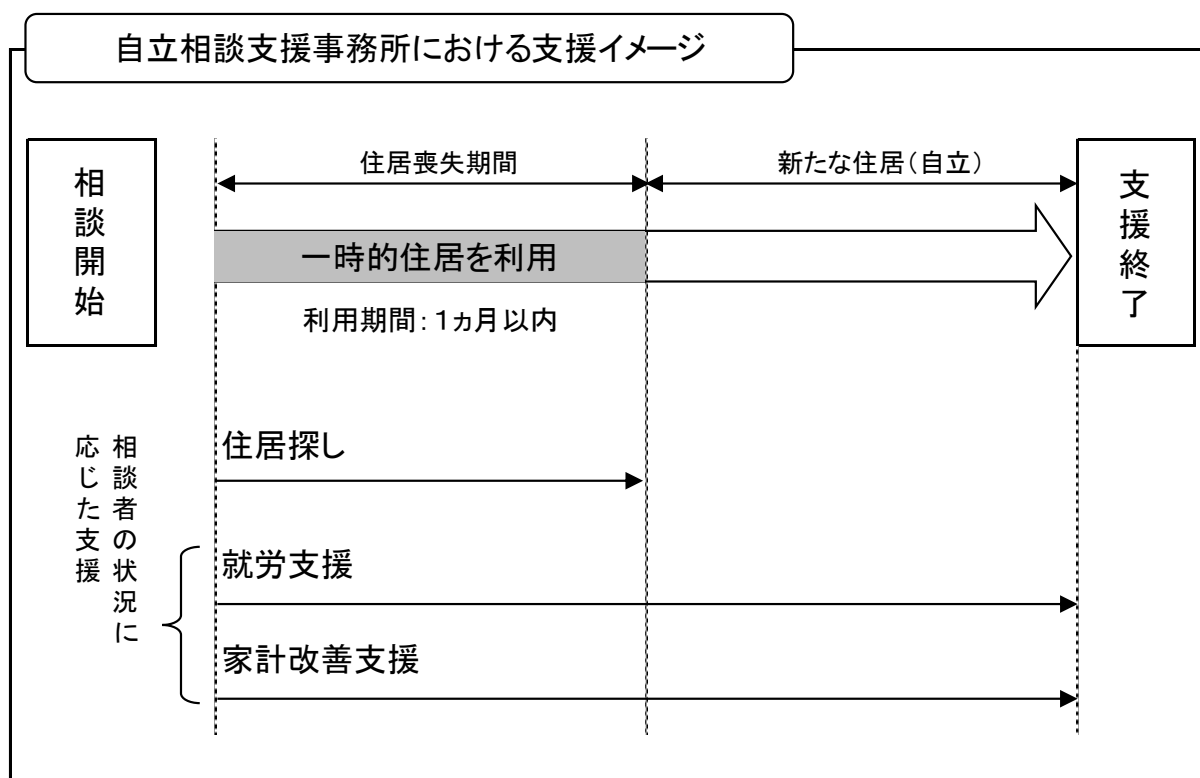 自立相談支援事務所における支援イメージ
相談開始
住居喪失期間
新たな住居(自立)
支援終了
一時的住居を利用
利用期間:1ヵ月以内
住居探し
相談者の状況に
応じた支援
就労支援
家計改善支援